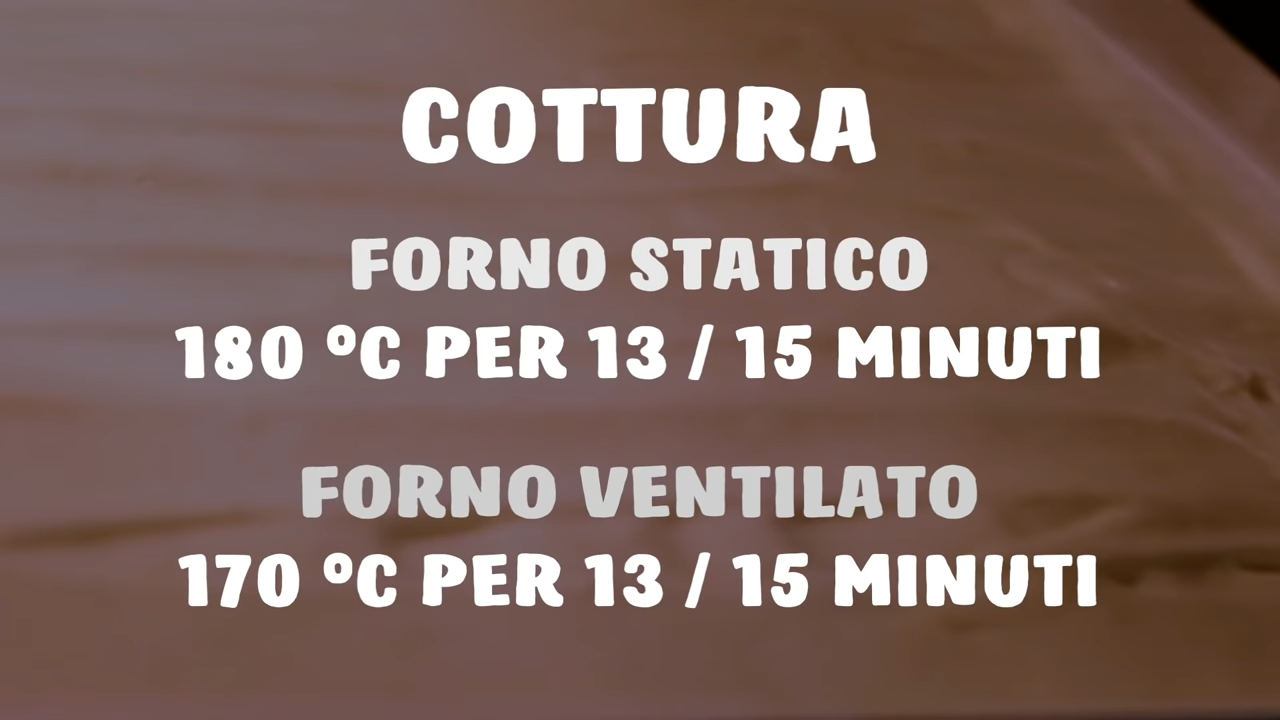 COTTURA
FORNO STATICO
180 °C PER 13 / 15 MINUTI
FORNO VENTILATO
170 °C PER 13 / 15 MINUTI